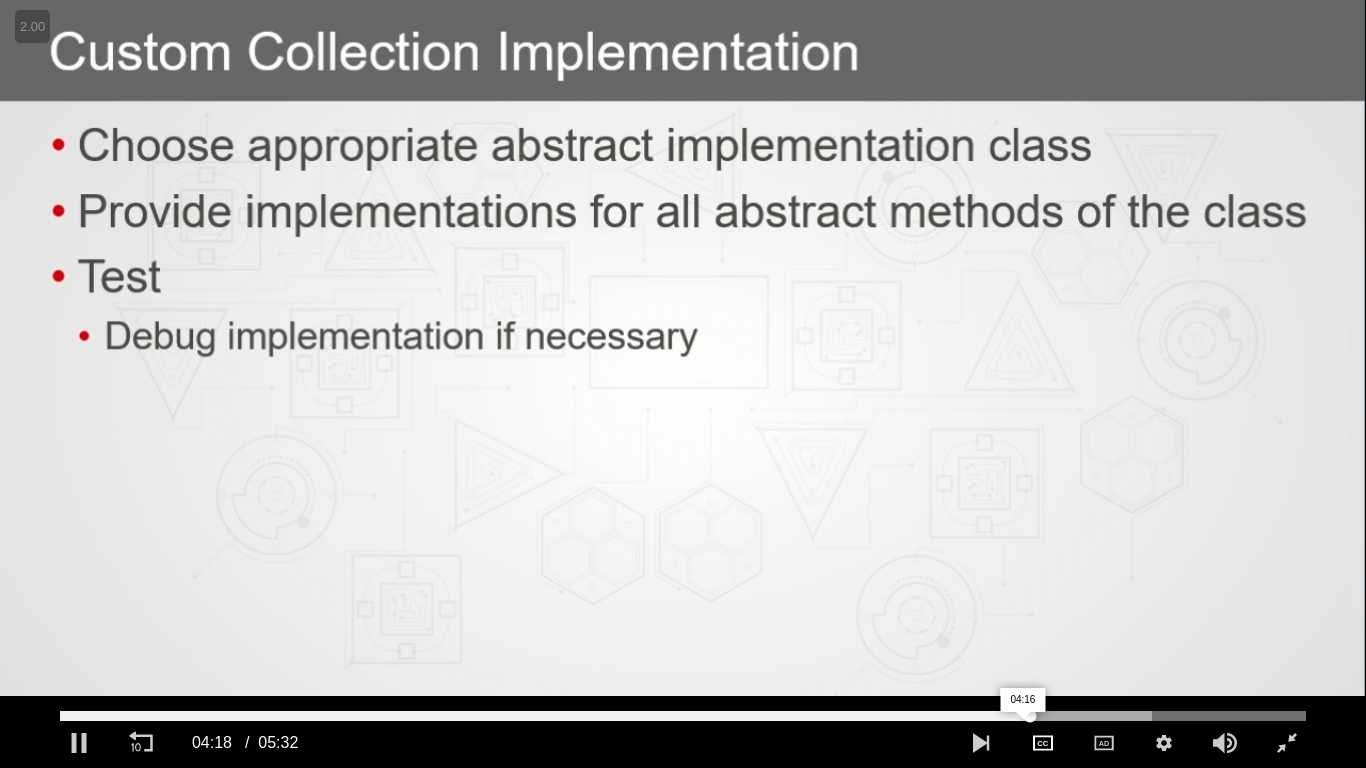 2.00
Custom Collection Implementation
• Choose appropriate abstract implementation class
• Provide implementations for all abstract methods of the class
• Test
• Debug implementation if necessary
04:16
10
04:18 / 05:32
CC
AD